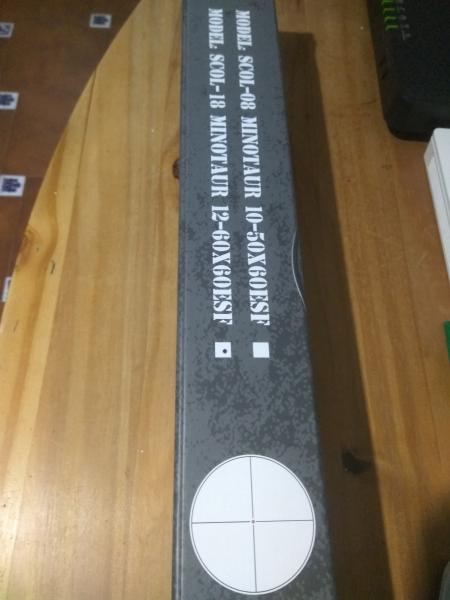 MODEL: SCOL-08 MINOTAUR 10-50X60ESF
MODEL: SCOL-18 MINOTAUR 12-60X60ESF